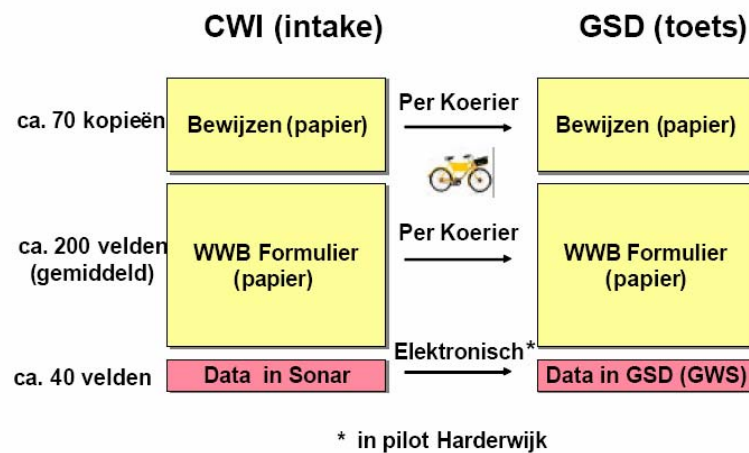 CWI (intake) GSD (toets)
ca. 70 kopieën Bewijzen (papier) Per Koerier Bewijzen (papier)
ca. 200 velden
(gemiddeld)
WWB Formulier
(papier)
Per Koerier
WWB Formulier
(papier)
ca. 40 velden Data in Sonar Elektronisch* Data in GSD (GWS)
* in pilot Harderwijk